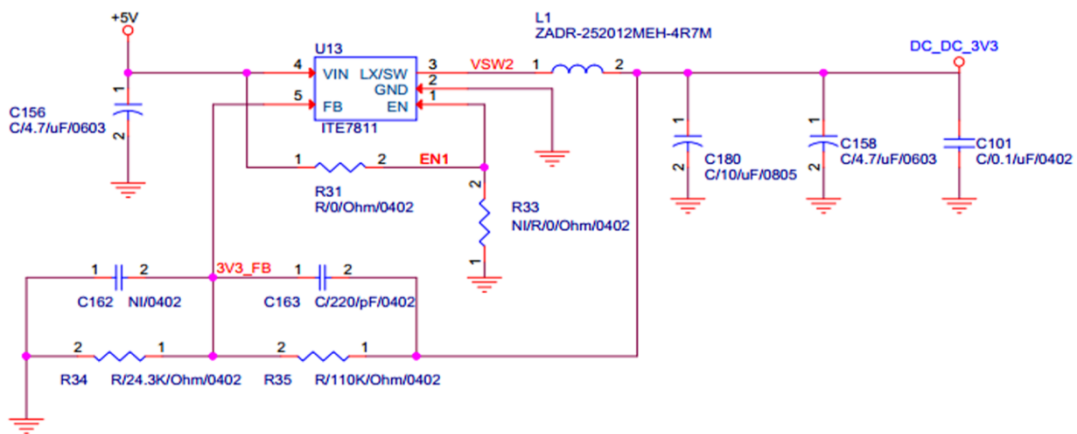 +5V
L1
ZADR-252012MEH-4R7M
DC_DC_3V3
U13
4 VIN LX/SW 3 VSW2 1 2
GND 2
5 FB EN 1
ITE7811
C156
C/4.7/uF/0603
1
2
1 2 EN1
R31
R/0/Ohm/0402
2
R33
NI/R/0/Ohm/0402
1
1
2
C180
C/10/uF/0805
1
2
C158
C/4.7/uF/0603
C101
C/0.1/uF/0402
1 2 3V3_FB 1 2
C162 NI/0402 C163 C/220/pF/0402
2 1 2 1
R34 R/24.3K/Ohm/0402 R35 R/110K/Ohm/0402